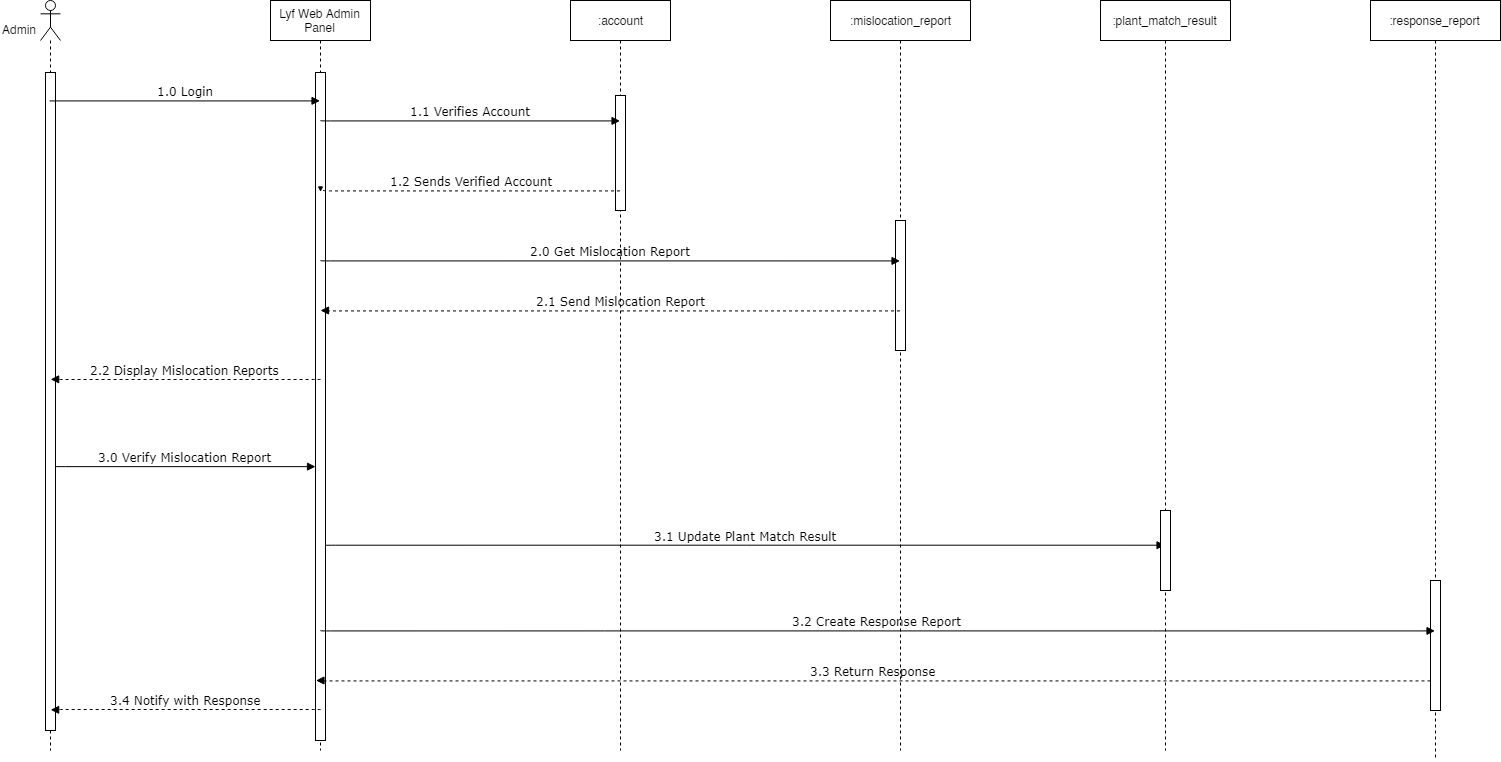 Admin
Lyf Web Admin
Panel
:account
:mislocation_report
:plant_match_result
:response_report
1.0 Login
1.1 Verifies Account
1.2 Sends Verified Account
2.0 Get Mislocation Report
2.1 Send Mislocation Report
2.2 Display Mislocation Reports
3.0 Verify Mislocation Report
3.1 Update Plant Match Result
3.2 Create Response Report
3.3 Return Response
3.4 Notify with Response